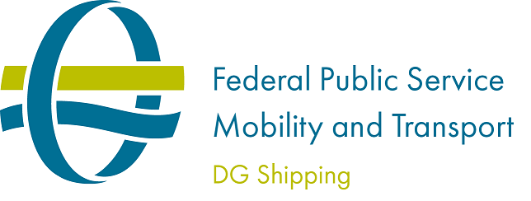 Federal Public Service
Mobility and Transport
DG Shipping